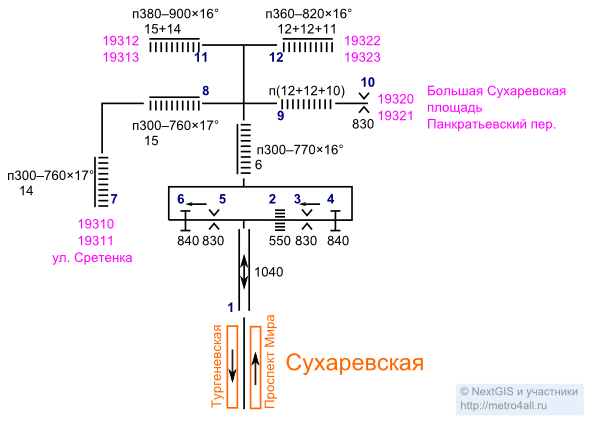 п380–900×16°
15+14
19312
19313
11
п360–820×16°
12+12+11
19322
19323
12
8
п300–760×17°
15
п(12+12+10)
9
10
830
19320
19321
Большая Сухаревская
площадь
Панкратьевский пер.
п300–770×16°
6
п300–760×17°
14
7
19310
19311
ул. Сретенка
6
5
2
3
4
840
830
550
830
840
1040
1
Тургеневская
Проспект Мира
Сухаревская
© NextGIS и участники
http://metro4all.ru